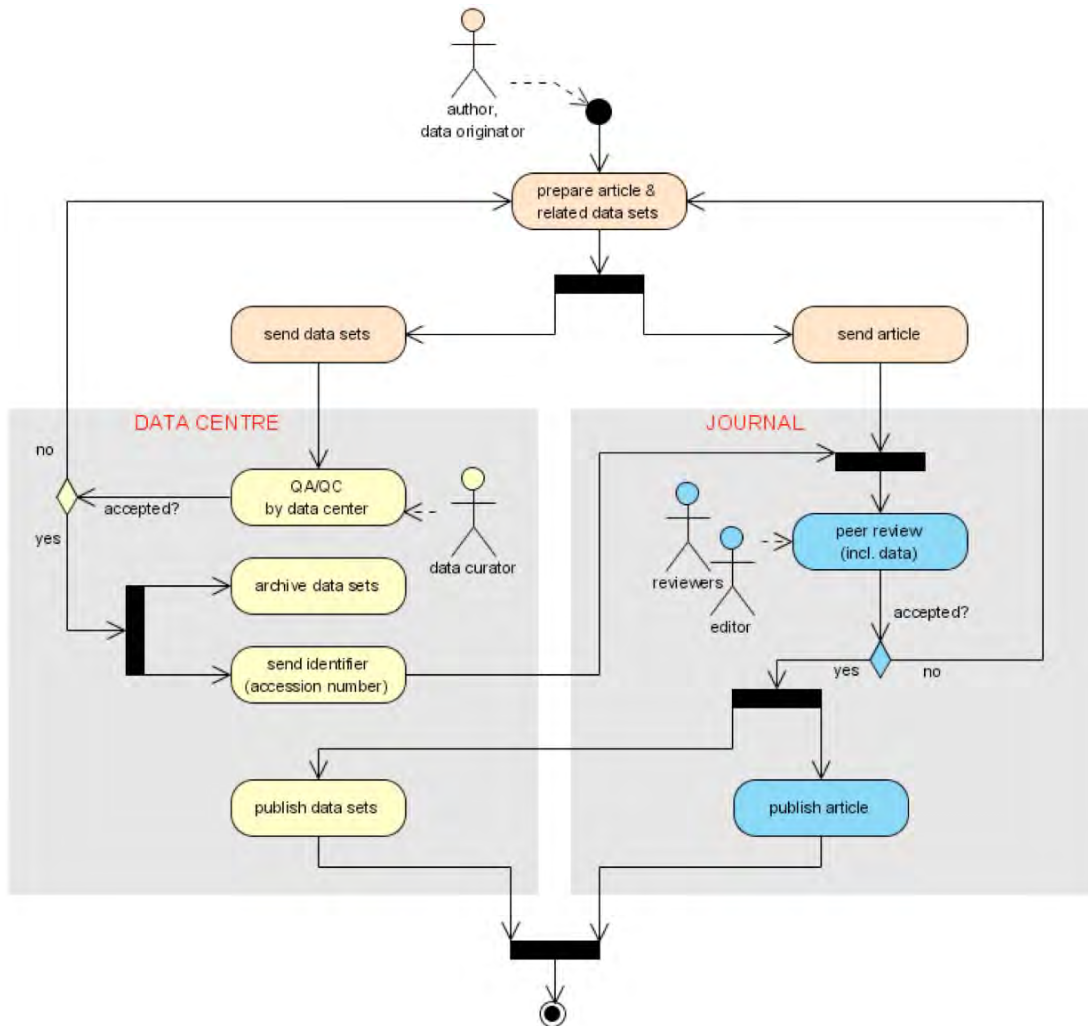 author,
data originator
prepare article &
related data sets
send data sets
send article
DATA CENTRE
JOURNAL
no
QA/QC
by data center
accepted?
yes
data curator
peer review
(incl. data)
reviewers
editor
archive data sets
accepted?
send identifier
(accession number)
yes
no
publish data sets
publish article